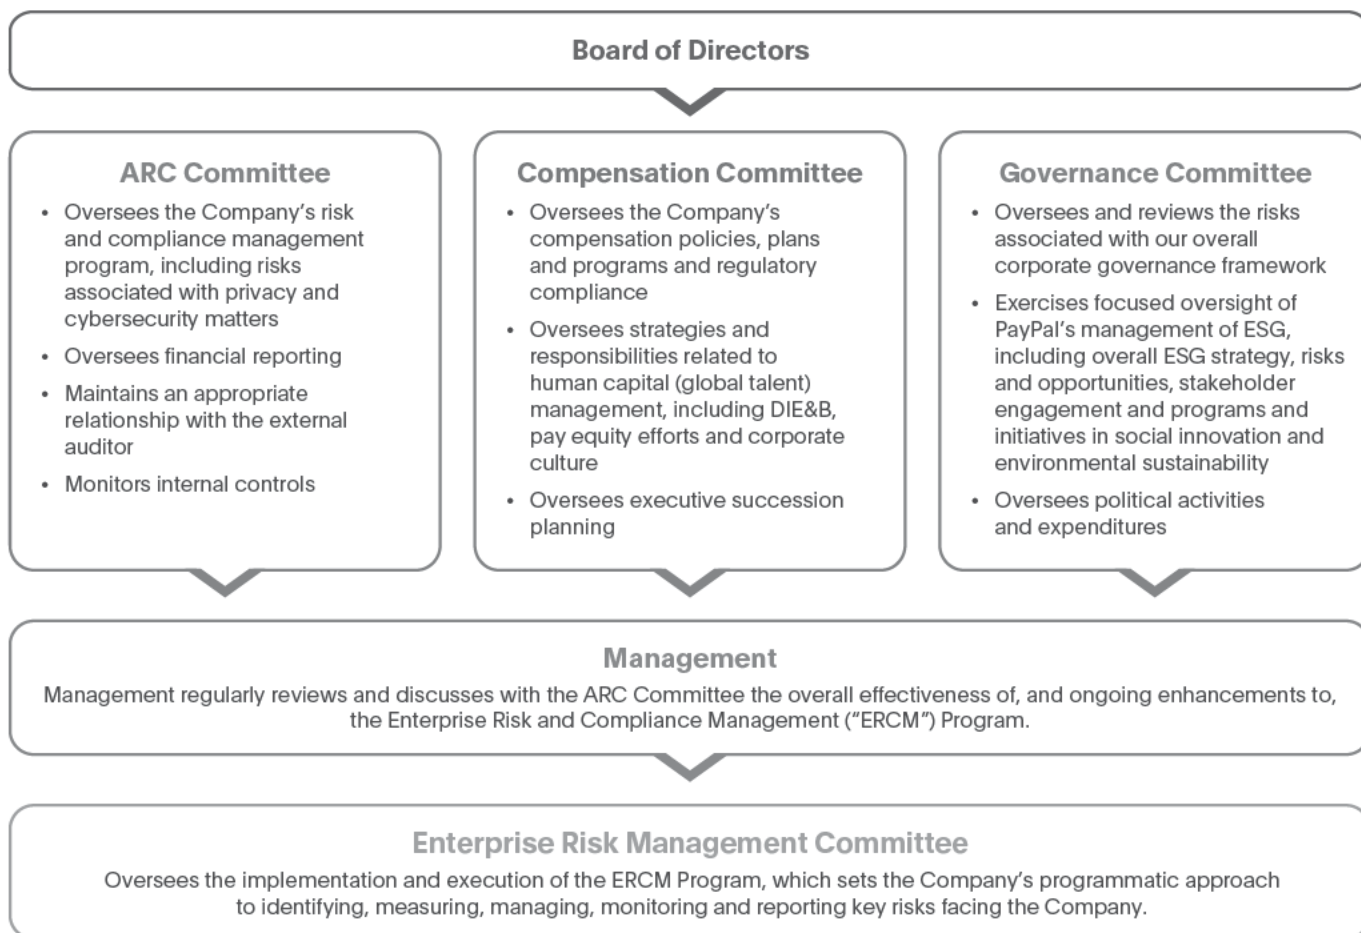 Board of Directors
ARC Committee
• Oversees the Company's risk
and compliance management
program, including risks
associated with privacy and
cybersecurity matters
• Oversees financial reporting
• Maintains an appropriate
relationship with the external
auditor
• Monitors internal controls
Compensation Committee
• Oversees the Company's
compensation policies, plans
and programs and regulatory
compliance
• Oversees strategies and
responsibilities related to
human capital (global talent)
management, including DIE&B,
pay equity efforts and corporate
culture
• Oversees executive succession
planning
Governance Committee
• Oversees and reviews the risks
associated with our overall
corporate governance framework
• Exercises focused oversight of
PayPal's management of ESG,
including overall ESG strategy, risks
and opportunities, stakeholder
engagement and programs and
initiatives in social innovation and
environmental sustainability
• Oversees political activities
and expenditures
Management
Management regularly reviews and discusses with the ARC Committee the overall effectiveness of, and ongoing enhancements to,
the Enterprise Risk and Compliance Management (“ERCM”) Program.
Enterprise Risk Management Committee
Oversees the implementation and execution of the ERCM Program, which sets the Company's programmatic approach
to identifying, measuring, managing, monitoring and reporting key risks facing the Company.